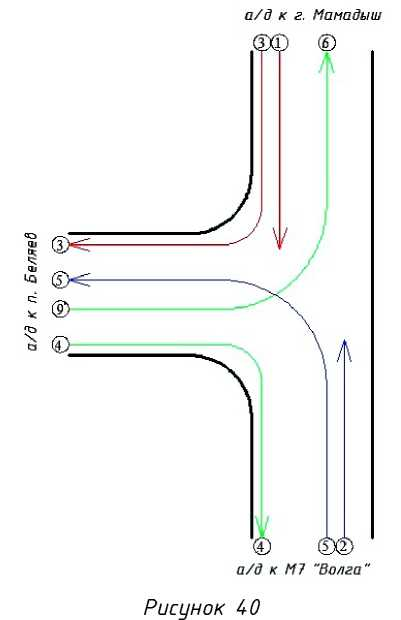 а/д к г. Мамадыш
3 1 6
3
5
9
4
а/д к п. Беляев
4 5 2
а/д к М7 "Волга"
Рисунок 40